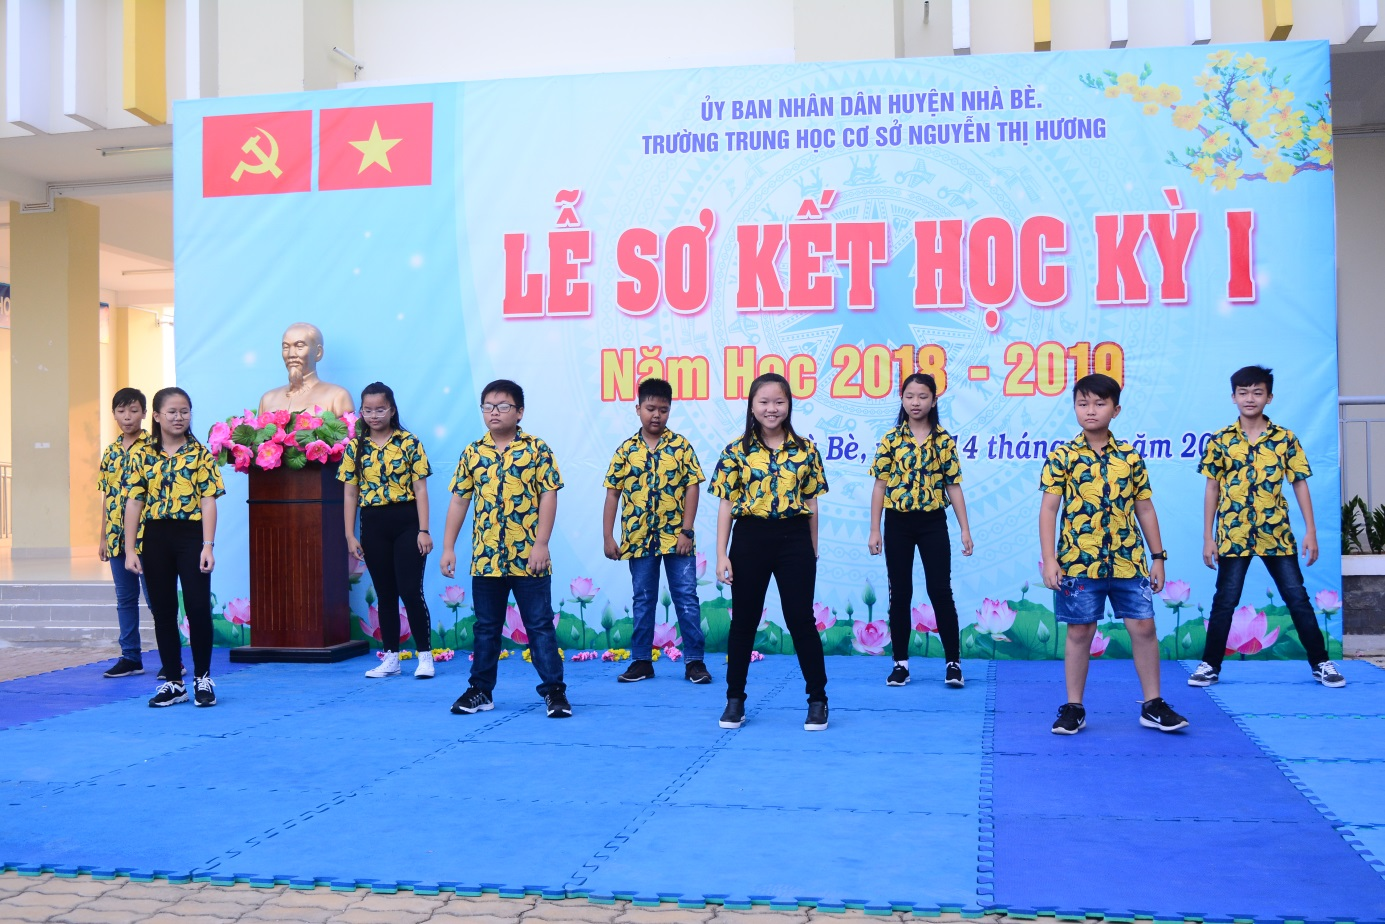 ỦY BAN NHÂN DÂN HUYỆN NHÀ BÈ.
TRƯỜNG TRUNG HỌC CƠ SỞ NGUYỄN THỊ HƯƠNG
LỄ SƠ KẾT HỌC KỲ I
Năm Học 2018 - 2019
Bè, 14 tháng năm